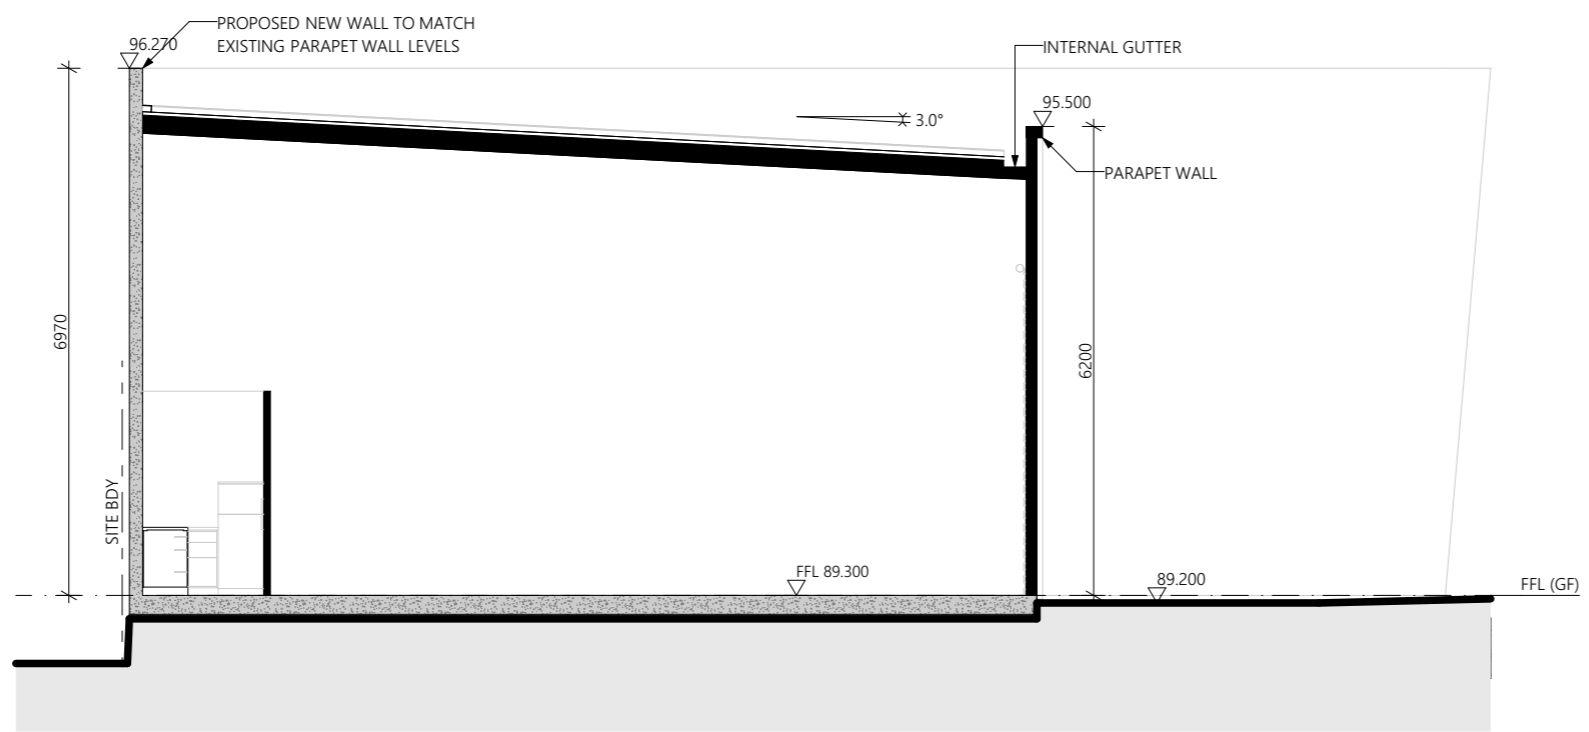 PROPOSED NEW WALL TO MATCH
EXISTING PARAPET WALL LEVELS
96.270
INTERNAL GUTTER
95.500
3.0°
PARAPET WALL
6970
6200
SITE BDY
FFL 89.300
89.200
FFL (GF)